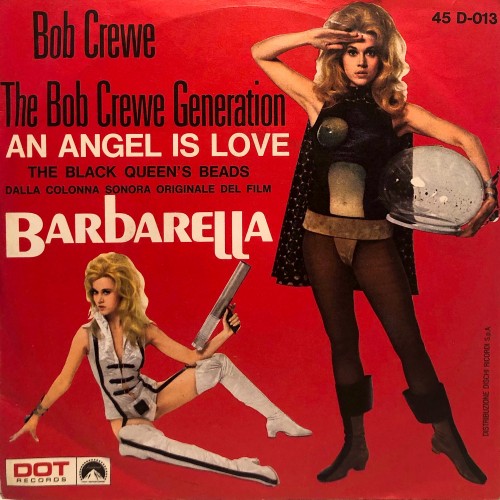 45 D-013
Bob Crewe
The Bob Crewe Generation
AN ANGEL IS LOVE
THE BLACK QUEEN'S BEADS
DALLA COLONNA SONORA ORIGINALE DEL FILM
BARBARELLA
DISTRIBUZIONE DISCHI RICORDI S.p.A.
DOT
RECORDS